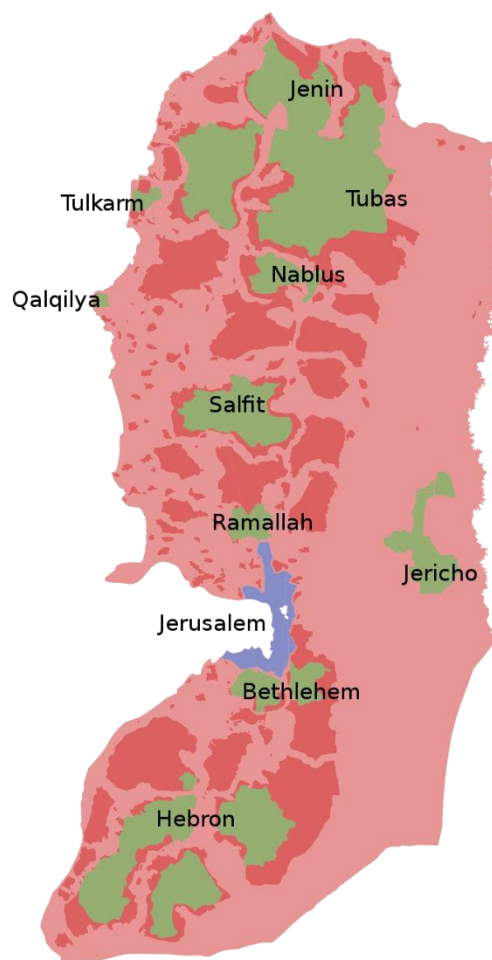 Jenin
Tulkarm
Tubas
Nablus
Qalqilya
Salfit
Ramallah
Jericho
Jerusalem
Bethlehem
Hebron